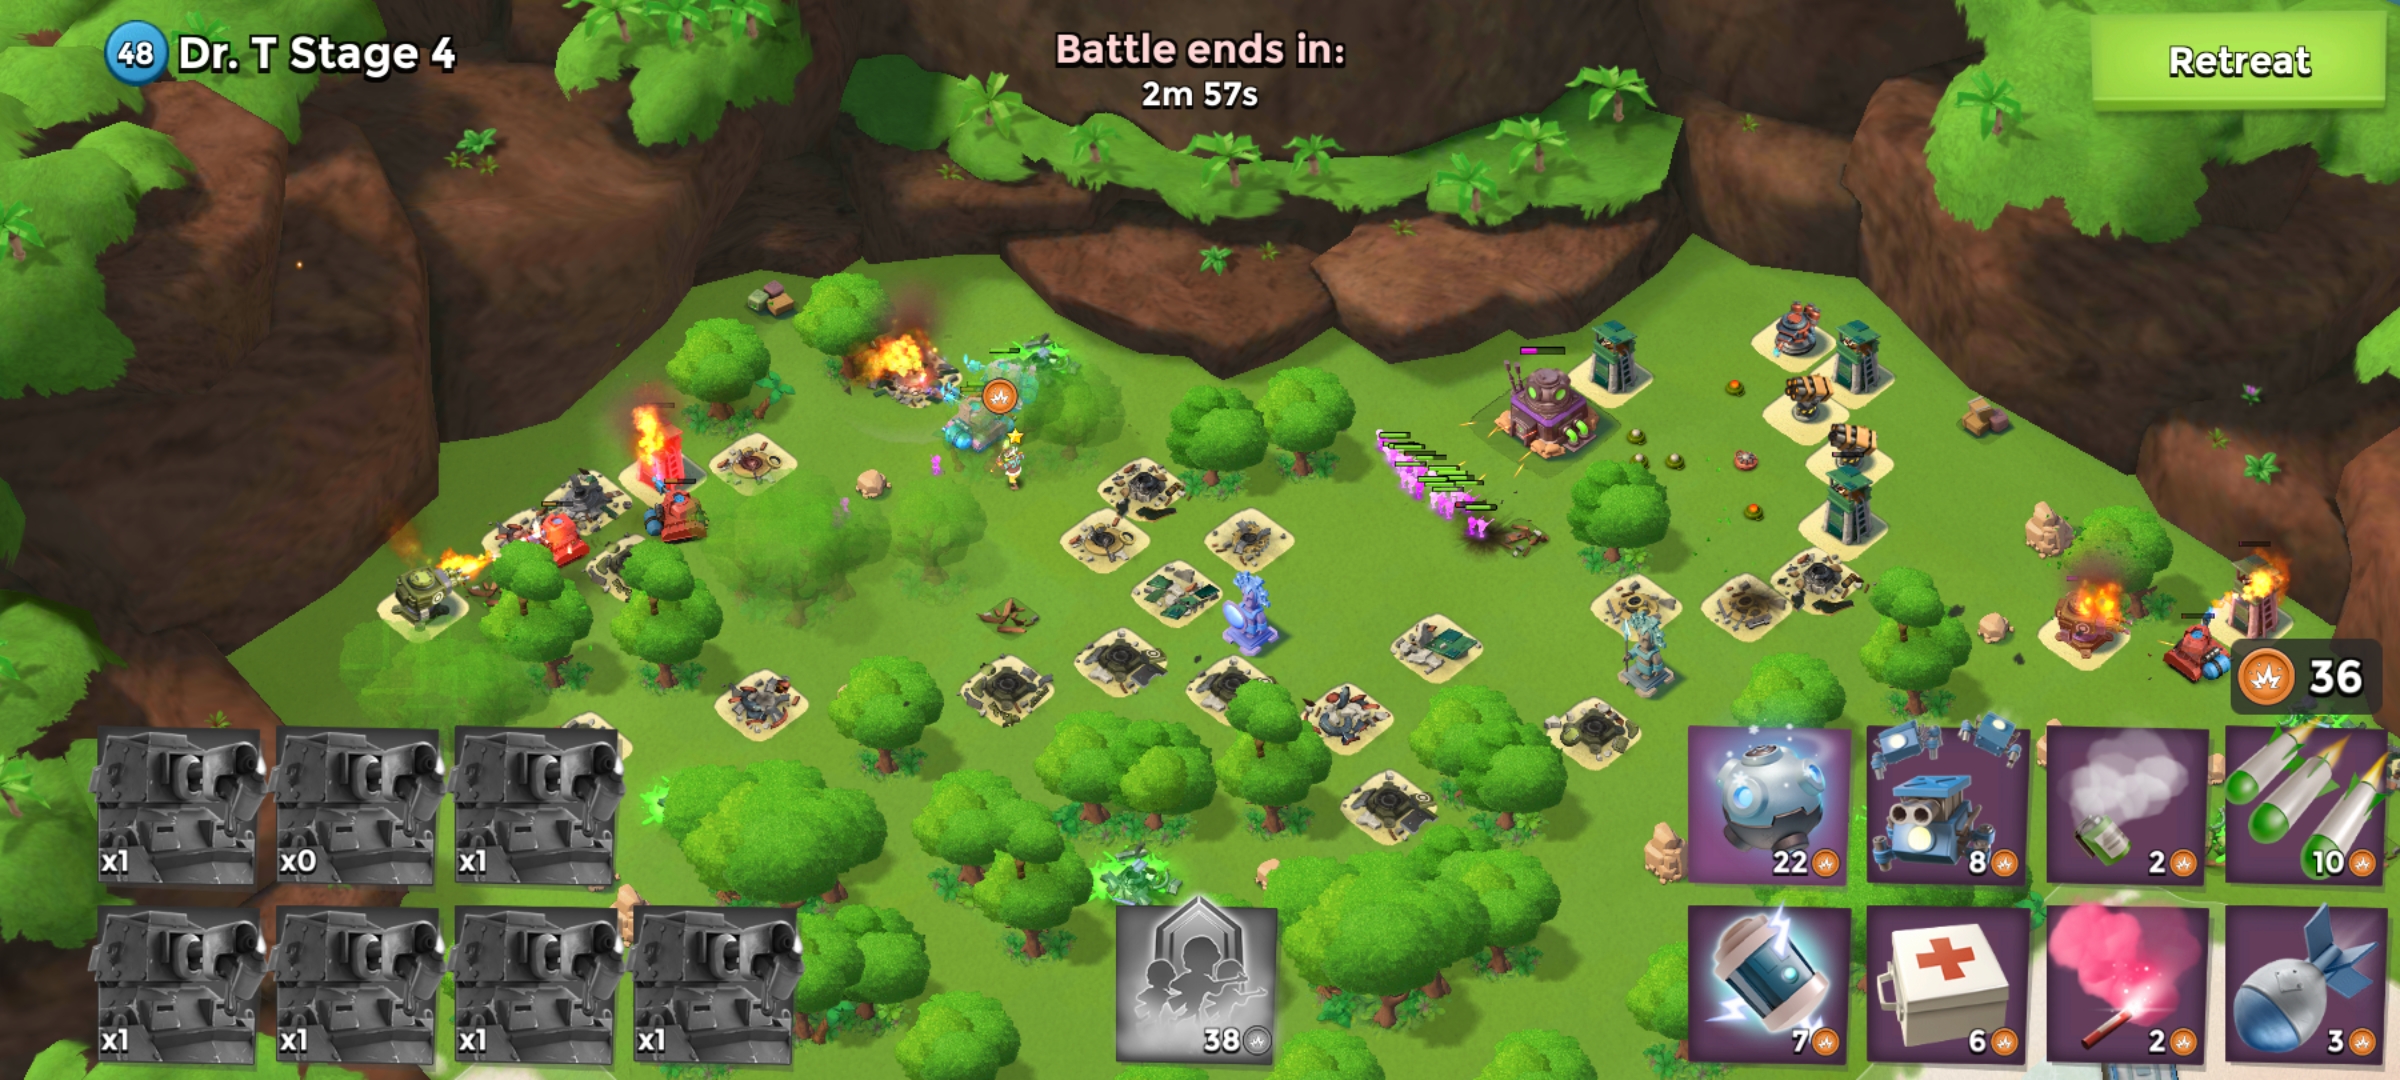 48 Dr. T Stage 4
Battle ends in:
2m 57s
Retreat
36
x1
x0
x1
22
8
2
10
x1
x1
x1
x1
38
7
6
2
3